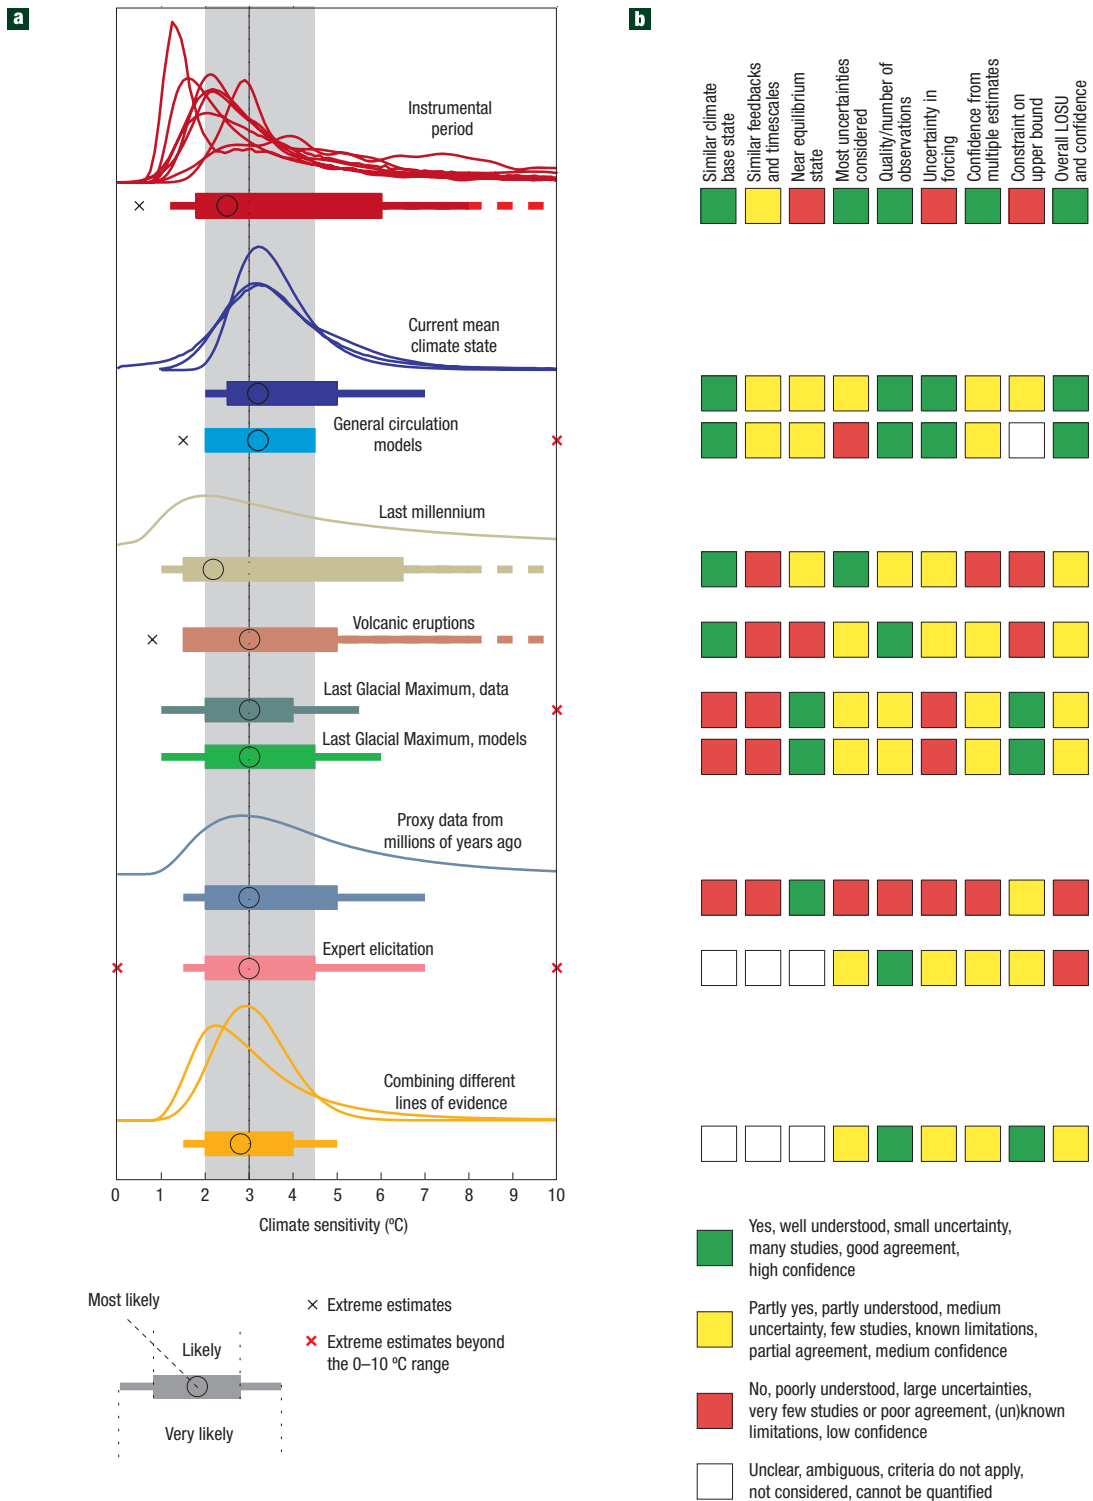 a
Instrumental
period
Current mean
climate state
General circulation
models
Last millennium
Volcanic eruptions
Last Glacial Maximum, data
Last Glacial Maximum, models
Proxy data from
millions of years ago
Expert elicitation
Combining different
lines of evidence
0 1 2 3 4 5 6 7 8 9 10
Climate sensitivity (ºC)
Most likely
Likely
Very likely
× Extreme estimates
× Extreme estimates beyond
the 0–10 ºC range
b
Similar climate
base state
Similar feedbacks
and timescales
Near equilibrium
state
Most uncertainties
considered
Quality/number of
observations
Uncertainty in
forcing
Confidence from
multiple estimates
Constraint on
upper bound
Overall LOSU
and confidence
Yes, well understood, small uncertainty,
many studies, good agreement,
high confidence
Partly yes, partly understood, medium
uncertainty, few studies, known limitations,
partial agreement, medium confidence
No, poorly understood, large uncertainties,
very few studies or poor agreement, (un)known
limitations, low confidence
Unclear, ambiguous, criteria do not apply,
not considered, cannot be quantified